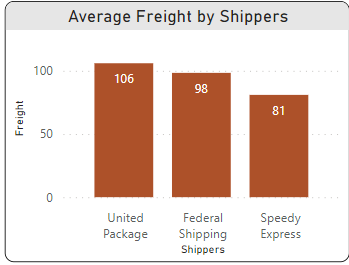 Average Freight by Shippers
Freight
100
50
0
106
98
81
United Package
Federal Shipping
Speedy Express
Shippers